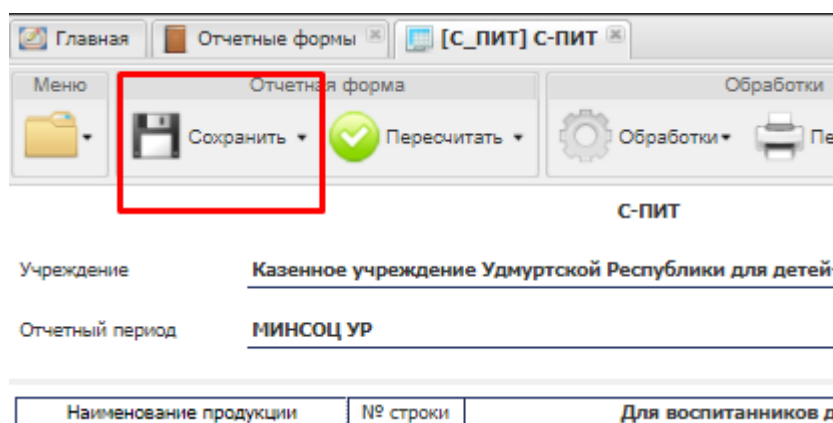 Главная Отчетные формы [С_ПИТ] С-ПИТ
Меню Отчетная форма Обработки
Сохранить Пересчитать Обработки
С-ПИТ
Учреждение Казенное учреждение Удмуртской Республики для детей-
Отчетный период МИНСОЦ УР
Наименование продукции № строки Для воспитанников